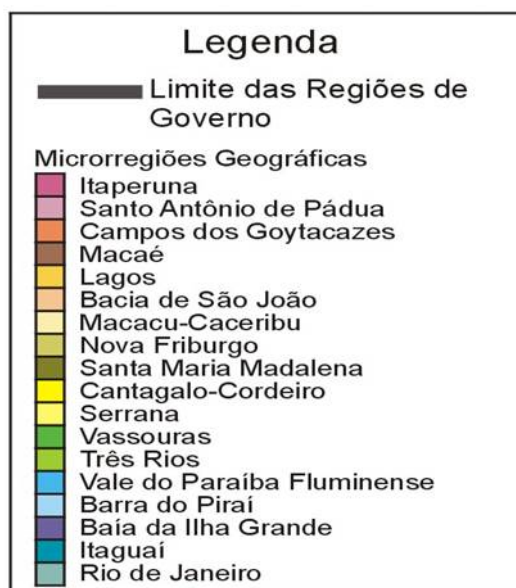 Legenda
Limite das Regiões de
Governo
Microrregiões Geográficas
Itaperuna
Santo Antônio de Pádua
Campos dos Goytacazes
Macaé
Lagos
Bacia de São João
Macacu-Caceribu
Nova Friburgo
Santa Maria Madalena
Cantagalo-Cordeiro
Serrana
Vassouras
Três Rios
Vale do Paraíba Fluminense
Barra do Piraí
Baía da Ilha Grande
Itaguaí
Rio de Janeiro